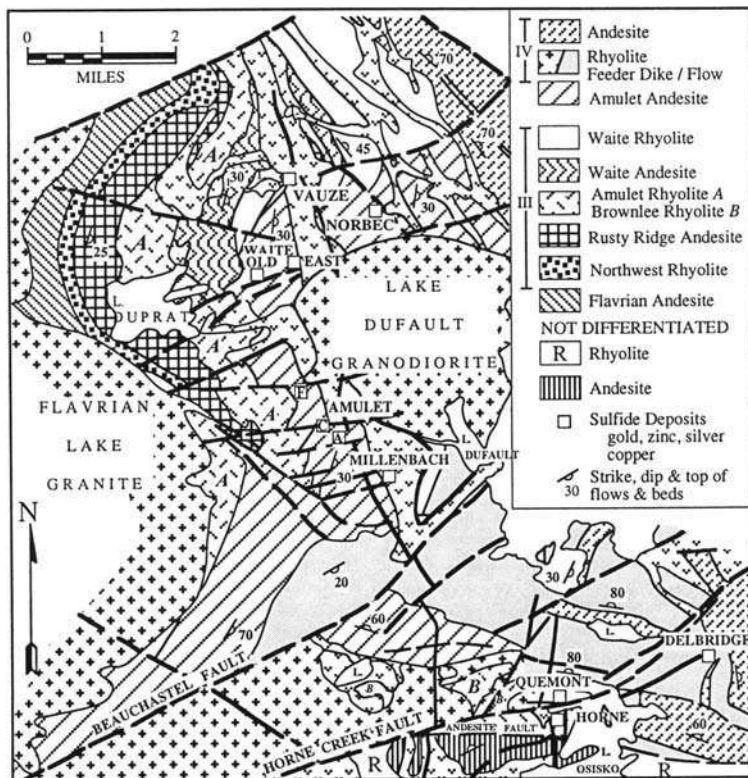 0 1 2
MILES
IV
Andesite
Rhyolite
Feeder Dike / Flow
Amulet Andesite
III
Waite Rhyolite
Waite Andesite
Amulet Rhyolite A
Brownlee Rhyolite B
Rusty Ridge Andesite
Northwest Rhyolite
Flavrian Andesite
NOT DIFFERENTIATED
R Rhyolite
Andesite
Sulfide Deposits
gold, zinc, silver
copper
Strike, dip & top of
30 flows & beds
70
70
A
30
45
VAUZE
30
NORBEC
A
30
25
WAITE
OLD
EAST
L.
DUPRAT
LAKE
DUFAULT
GRANODIORITE
A
F
FLAVRIAN
LAKE
GRANITE
A
AMULET
C
A
L.
DUFAULT
MILLENBACH
A
30
N
20
30
80
60
70
DELBRIDGE
BEAUCHASTEL FAULT
L.
80
L.
B
B
B
QUEMONT
HORNE
HORNE CREEK FAULT
ANDESITE FAULT
60
R
L.
OSISKO
R